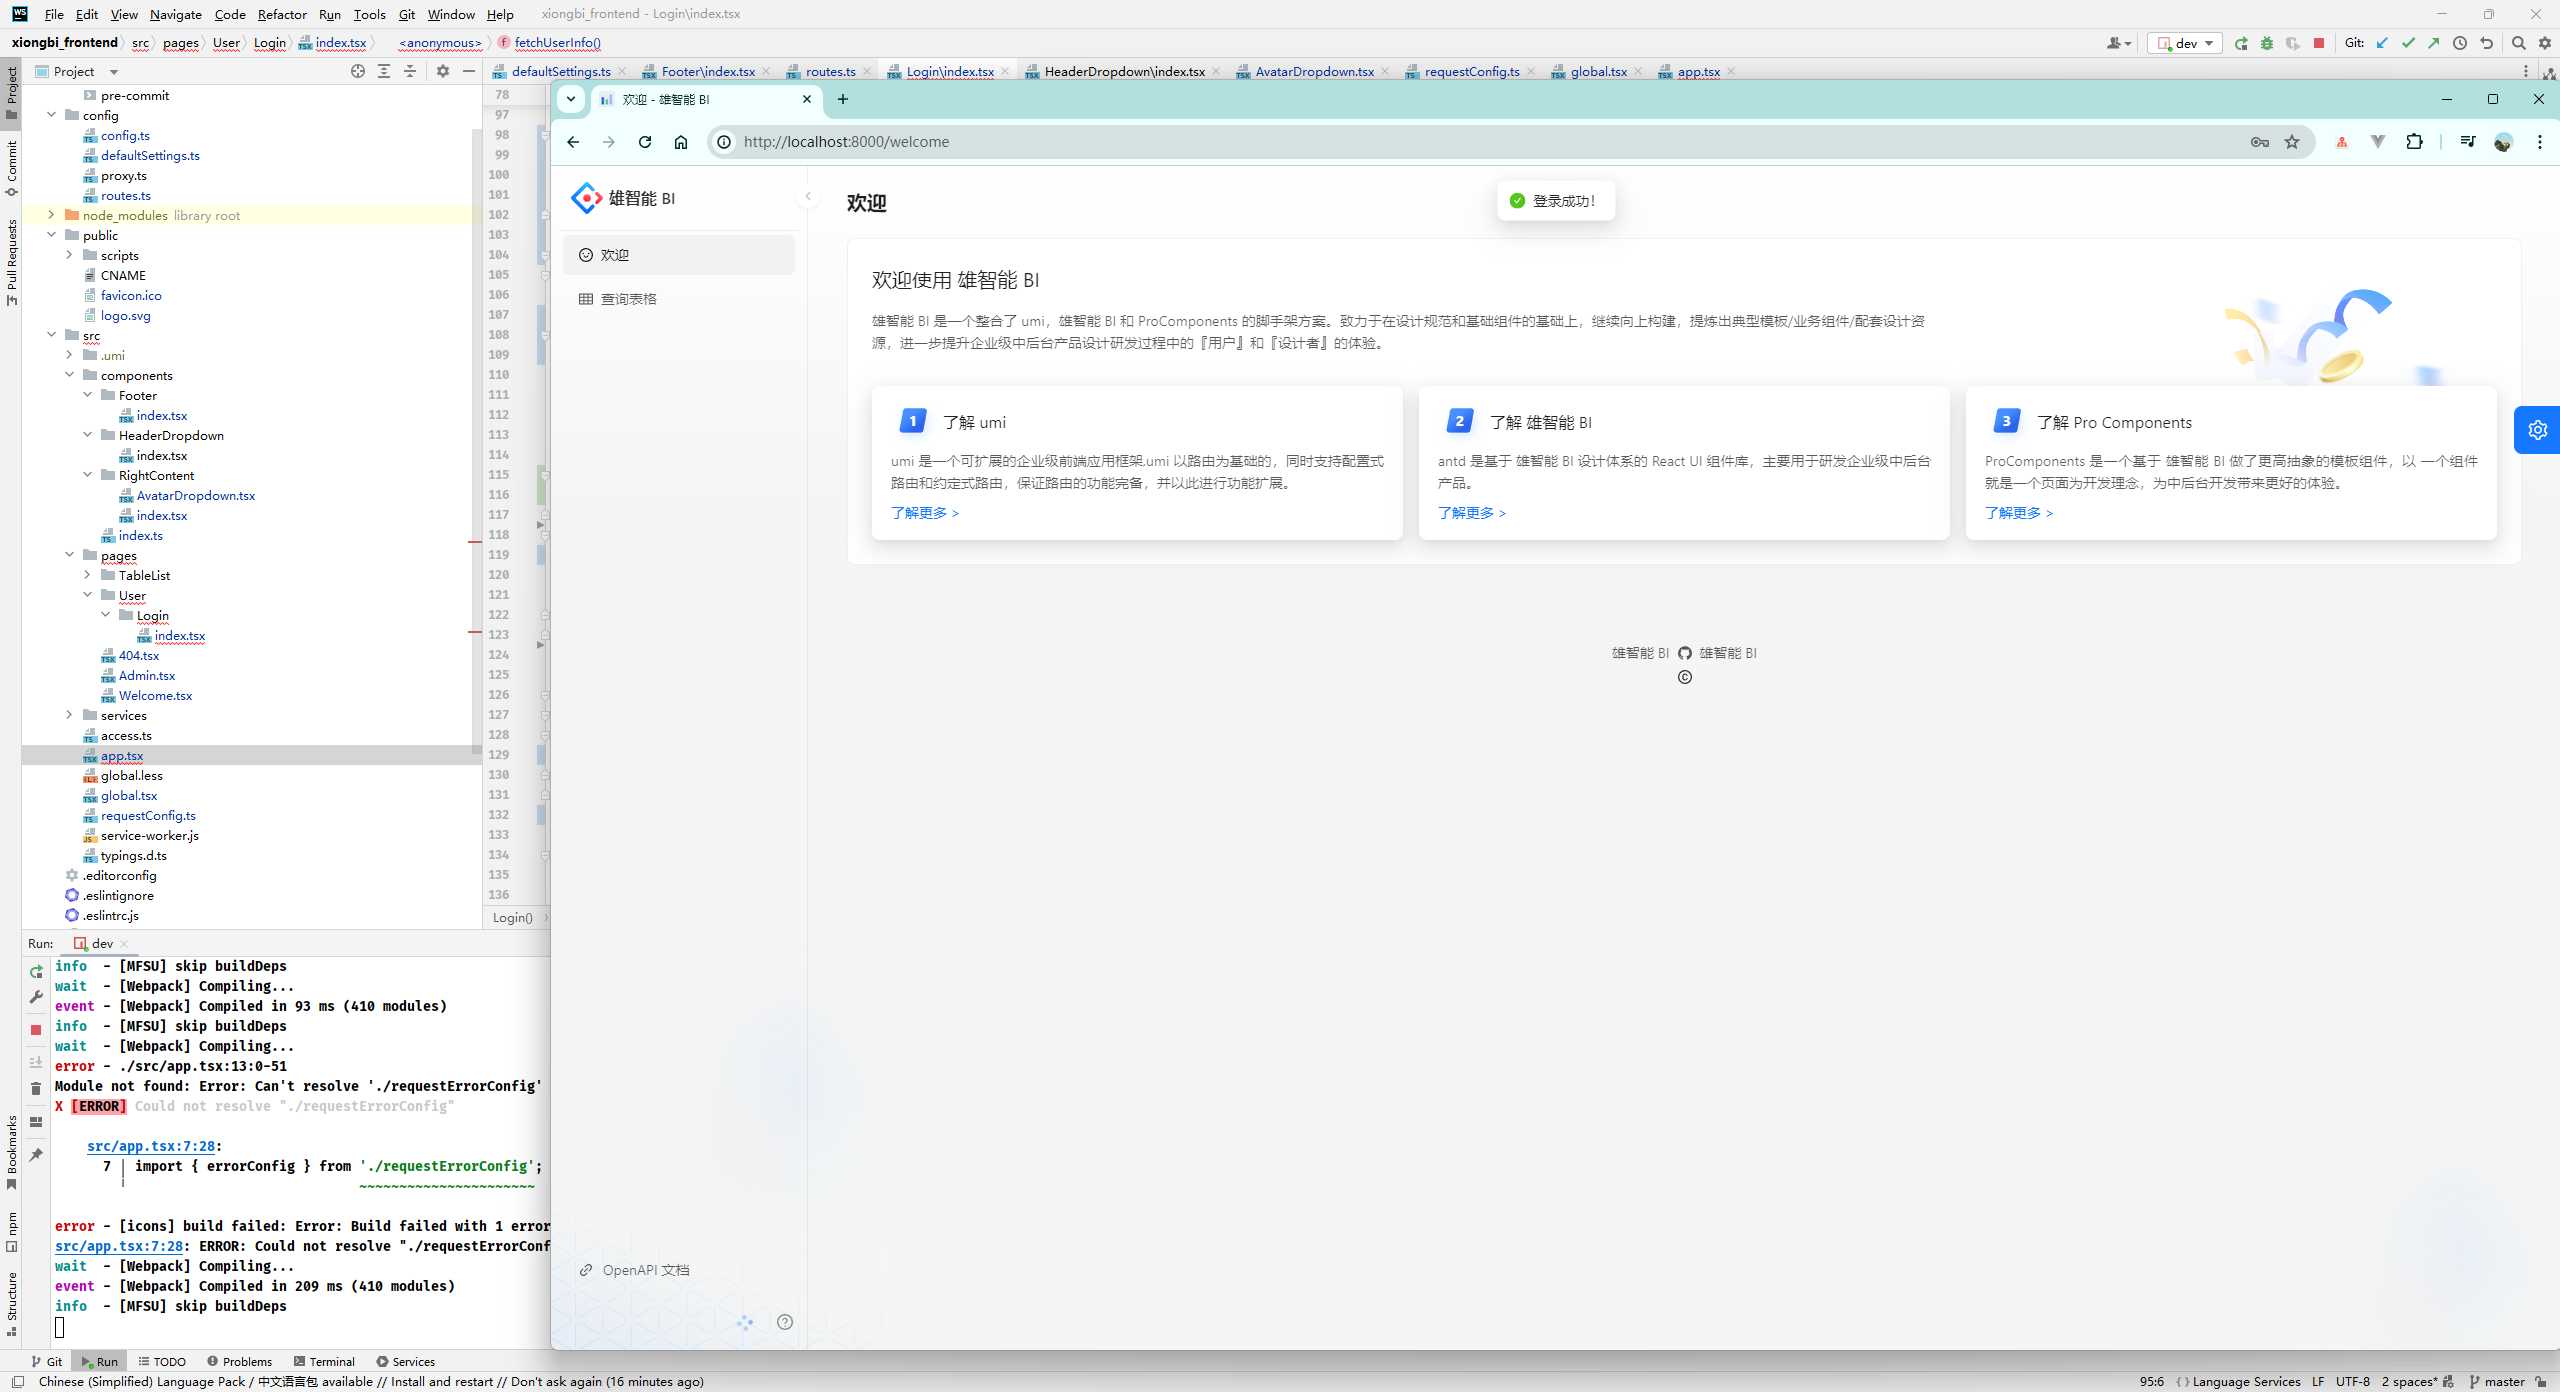 File Edit View Navigate Code Refactor Run Tools Git Window Help xiongbi_frontend - Login\index.tsx
xiongbi_frontend src pages User Login index.tsx <anonymous> fetchUserInfo() dev Git:
Project
defaultSettings.ts Footer\index.tsx routes.ts Login\index.tsx HeaderDropdown\index.tsx AvatarDropdown.tsx requestConfig.ts global.tsx app.tsx
Project
Commit
Pull Requests
Bookmarks
npm
Structure
pre-commit
config
config.ts
defaultSettings.ts
proxy.ts
routes.ts
node_modules library root
public
scripts
CNAME
favicon.ico
logo.svg
src
.umi
components
Footer
index.tsx
HeaderDropdown
index.tsx
RightContent
AvatarDropdown.tsx
index.tsx
index.ts
pages
TableList
User
Login
index.tsx
404.tsx
Admin.tsx
Welcome.tsx
services
access.ts
app.tsx
global.less
global.tsx
requestConfig.ts
service-worker.js
typings.d.ts
.editorconfig
.eslintignore
.eslintrc.js
78
97
98
99
100
101
102
103
104
105
106
107
108
109
110
111
112
113
114
115
116
117
118
119
120
121
122
123
124
125
126
127
128
129
130
131
132
133
134
135
136
Login()
欢迎 - 雄智能 BI
http://localhost:8000/welcome
雄智能 BI
欢迎
查询表格
OpenAPI 文档
欢迎
登录成功！
欢迎使用 雄智能 BI
雄智能 BI 是一个整合了 umi，雄智能 BI 和 ProComponents 的脚手架方案。致力于在设计规范和基础组件的基础上，继续向上构建，提炼出典型模板/业务组件/配套设计资
源，进一步提升企业级中后台产品设计研发过程中的『用户』和『设计者』的体验。
1 了解 umi
umi 是一个可扩展的企业级前端应用框架,umi 以路由为基础的，同时支持配置式
路由和约定式路由，保证路由的功能完备，并以此进行功能扩展。
了解更多 >
2 了解 雄智能 BI
antd 是基于 雄智能 BI 设计体系的 React UI 组件库，主要用于研发企业级中后台
产品。
了解更多 >
3 了解 Pro Components
ProComponents 是一个基于 雄智能 BI 做了更高抽象的模板组件，以 一个组件
就是一个页面为开发理念，为中后台开发带来更好的体验。
了解更多 >
雄智能 BI 雄智能 BI
©
Run: dev
info - [MFSU] skip buildDeps
wait - [Webpack] Compiling...
event - [Webpack] Compiled in 93 ms (410 modules)
info - [MFSU] skip buildDeps
wait - [Webpack] Compiling...
error - ./src/app.tsx:13:0-51
Module not found: Error: Can't resolve './requestErrorConfig'
X [ERROR] Could not resolve "./requestErrorConfig"
src/app.tsx:7:28:
7 │ import { errorConfig } from './requestErrorConfig';
~~~~~~~~~~~~~~~~~~~~~~
error - [icons] build failed: Error: Build failed with 1 error
src/app.tsx:7:28: ERROR: Could not resolve "./requestErrorConf
wait - [Webpack] Compiling...
event - [Webpack] Compiled in 209 ms (410 modules)
info - [MFSU] skip buildDeps
Git Run TODO Problems Terminal Services
Chinese (Simplified) Language Pack / 中文语言包 available // Install and restart // Don't ask again (16 minutes ago) 95:6 Language Services LF UTF-8 2 spaces* master